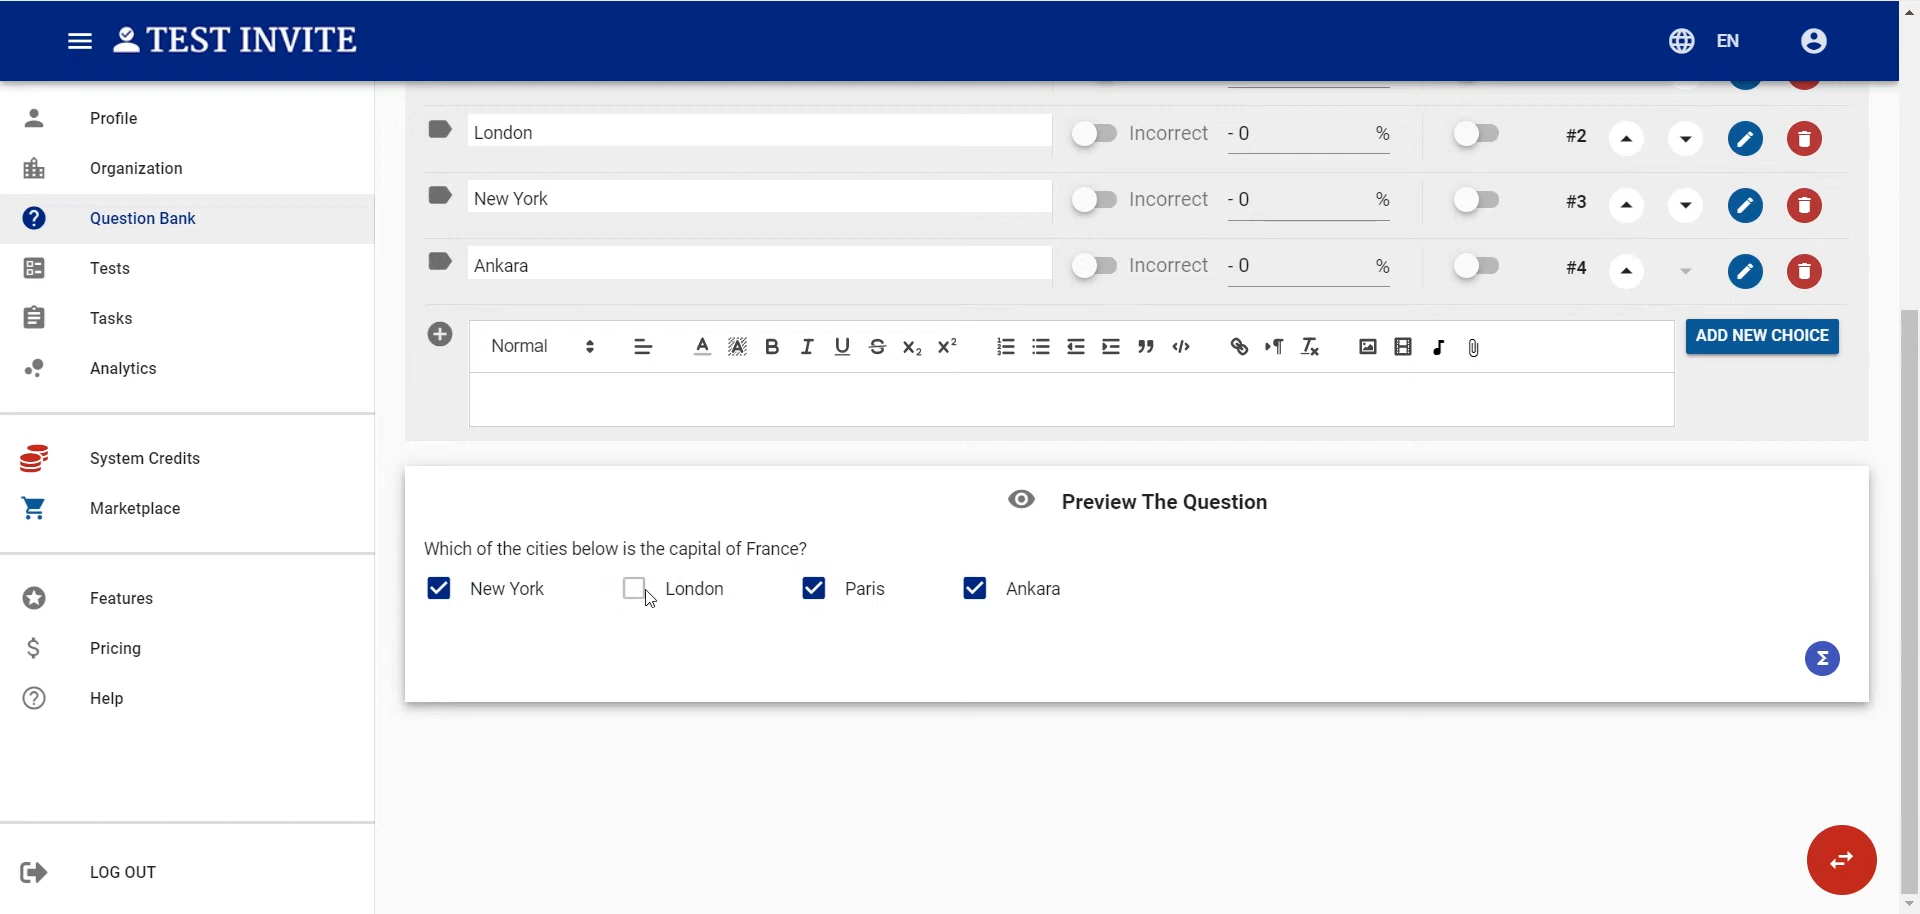 TEST INVITE
EN
Profile
Organization
Question Bank
Tests
Tasks
Analytics
System Credits
Marketplace
Features
Pricing
Help
LOG OUT
London Incorrect - 0 % #2
New York Incorrect - 0 % #3
Ankara Incorrect - 0 % #4
Normal
ADD NEW CHOICE
Preview The Question
Which of the cities below is the capital of France?
New York London Paris Ankara